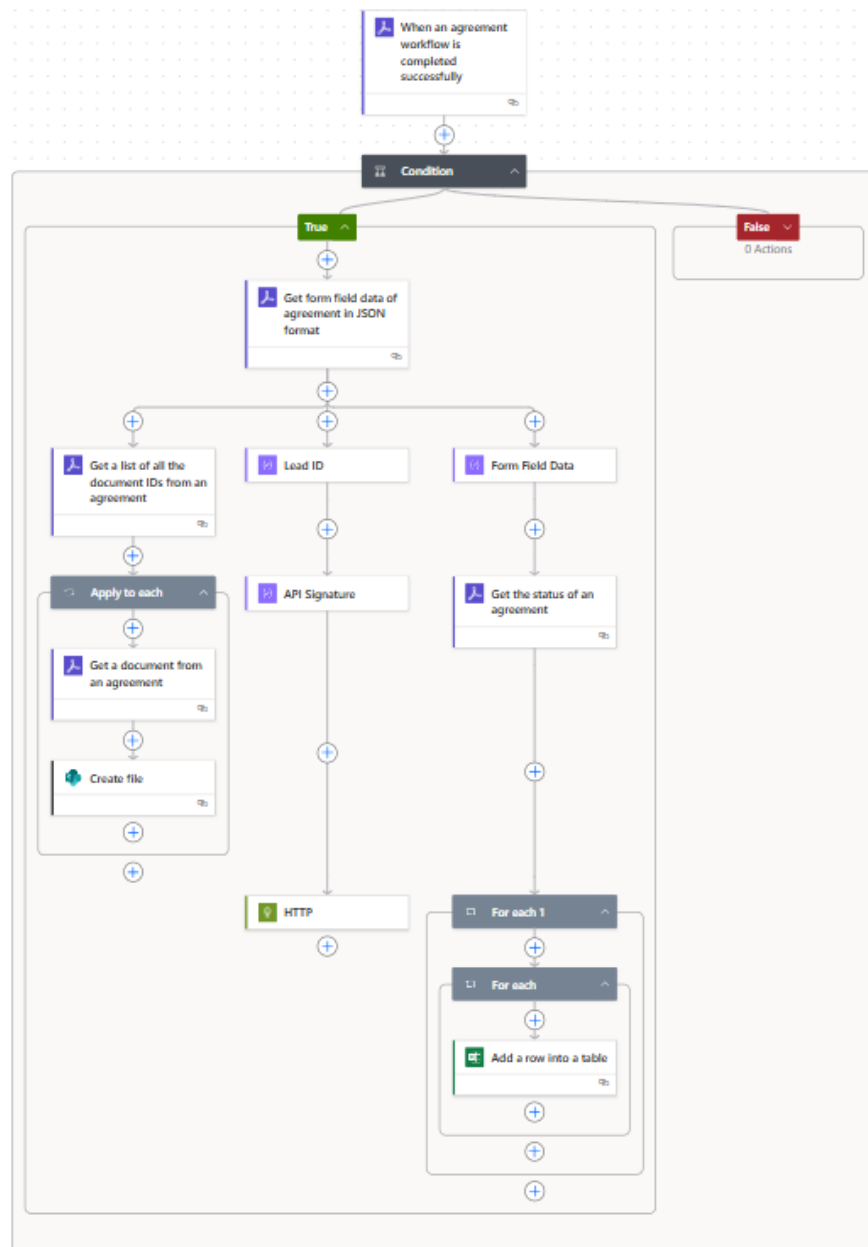 When an agreement
workflow is
completed
successfully
Condition
True
False
0 Actions
Get form field data of
agreement in JSON
format
Get a list of all the
document IDs from an
agreement
Lead ID
Form Field Data
Apply to each
API Signature
Get the status of an
agreement
Get a document from
an agreement
Create file
HTTP
For each 1
For each
Add a row into a table